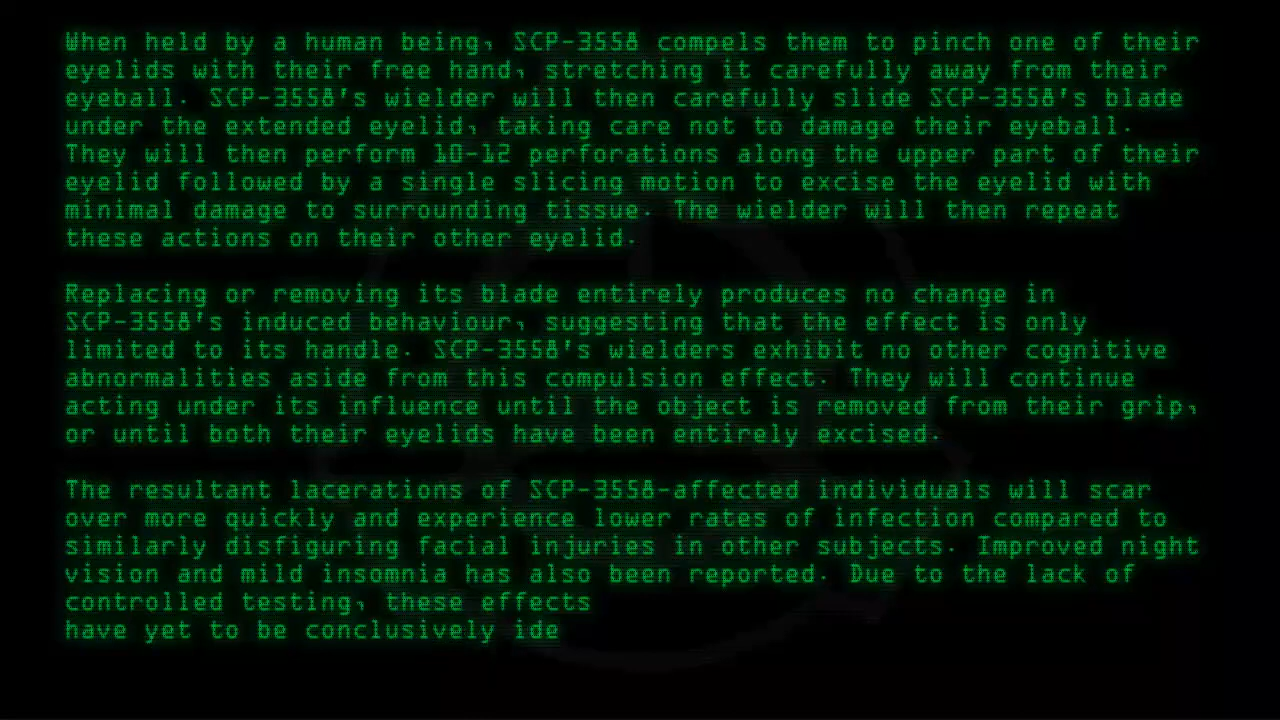 When held by a human being, SCP-3558 compels them to pinch one of their
eyelids with their free hand, stretching it carefully away from their
eyeball. SCP-3558's wielder will then carefully slide SCP-3558's blade
under the extended eyelid, taking care not to damage their eyeball.
They will then perform 10-12 perforations along the upper part of their
eyelid followed by a single slicing motion to excise the eyelid with
minimal damage to surrounding tissue. The wielder will then repeat
these actions on their other eyelid.
Replacing or removing its blade entirely produces no change in
SCP-3558's induced behaviour, suggesting that the effect is only
limited to its handle. SCP-3558's wielders exhibit no other cognitive
abnormalities aside from this compulsion effect. They will continue
acting under its influence until the object is removed from their grip,
or until both their eyelids have been entirely excised.
The resultant lacerations of SCP-3558-affected individuals will scar
over more quickly and experience lower rates of infection compared to
similarly disfiguring facial injuries in other subjects. Improved night
vision and mild insomnia has also been reported. Due to the lack of
controlled testing, these effects
have yet to be conclusively ide